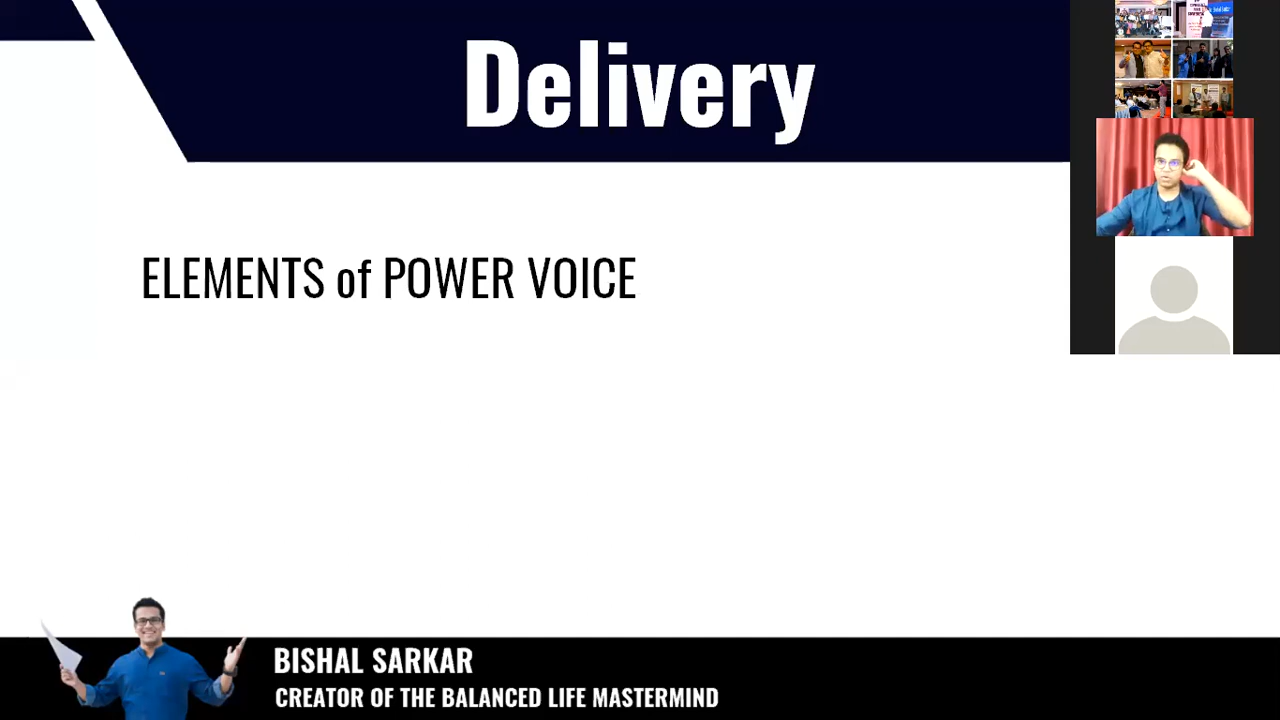 Delivery
ELEMENTS of POWER VOICE
BISHAL SARKAR
CREATOR OF THE BALANCED LIFE MASTERMIND